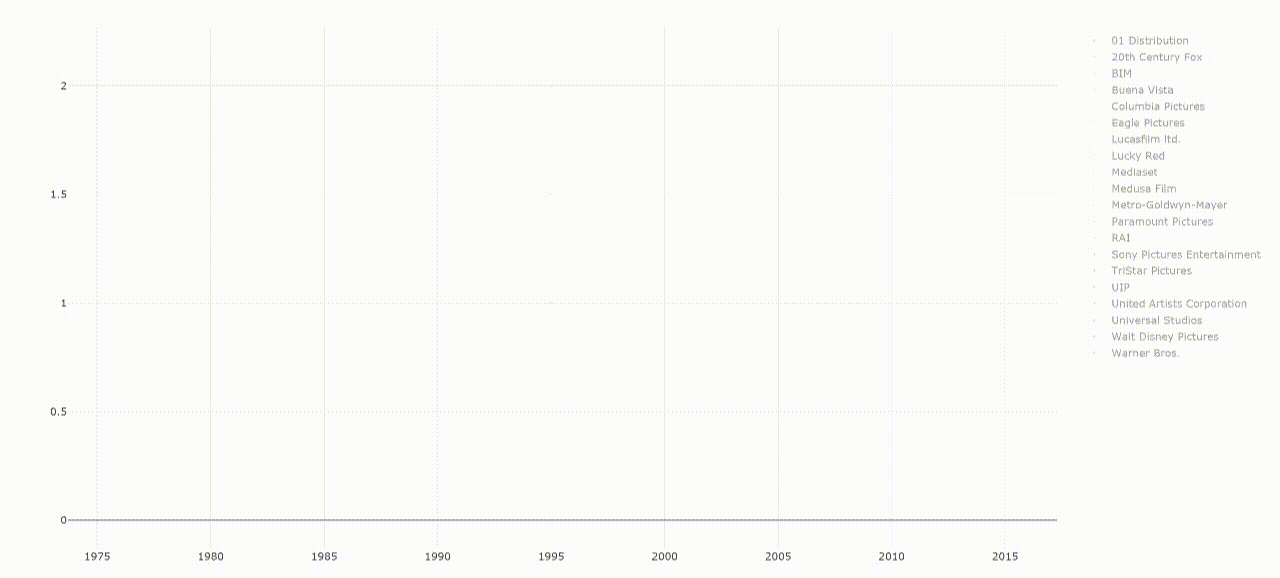 2
1.5
1
0.5
0
1975 1980 1985 1990 1995 2000 2005 2010 2015
01 Distribution
20th Century Fox
BIM
Buena Vista
Columbia Pictures
Eagle Pictures
Lucasfilm ltd.
Lucky Red
Mediaset
Medusa Film
Metro-Goldwyn-Mayer
Paramount Pictures
RAI
Sony Pictures Entertainment
TriStar Pictures
UIP
United Artists Corporation
Universal Studios
Walt Disney Pictures
Warner Bros.